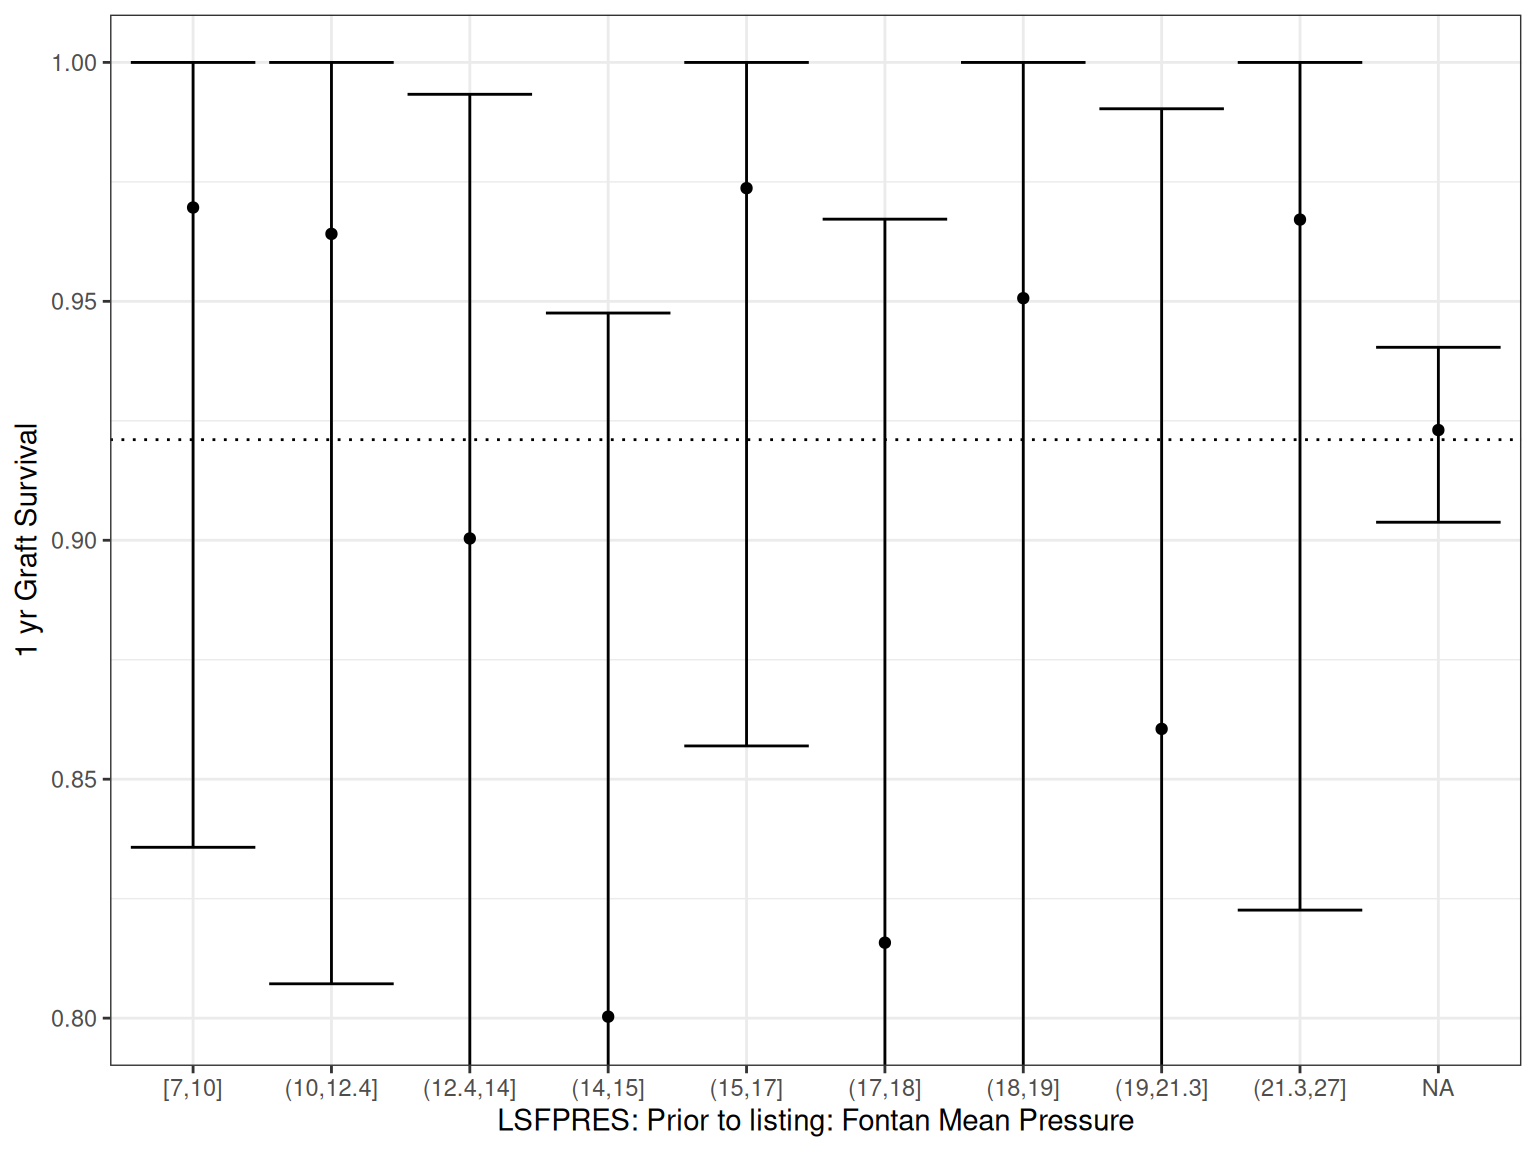 1.00
0.95
0.90
0.85
0.80
1 yr Graft Survival
[7,10] (10,12.4] (12.4,14] (14,15] (15,17] (17,18] (18,19] (19,21.3] (21.3,27] NA
LSFPRES: Prior to listing: Fontan Mean Pressure